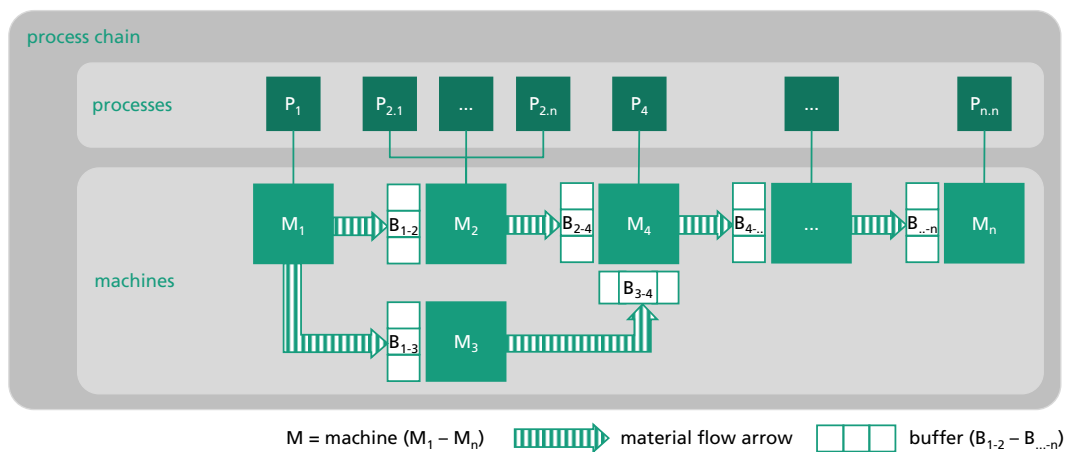 process chain
processes
P1 P2.1 ... P2.n P4 ... Pn.n
M1 B1-2 M2 B2-4 M4 B4-.. ... B...-n Mn
machines
B3-4
B1-3 M3
M = machine (M1 – Mn) material flow arrow buffer (B1-2 – B...-n)